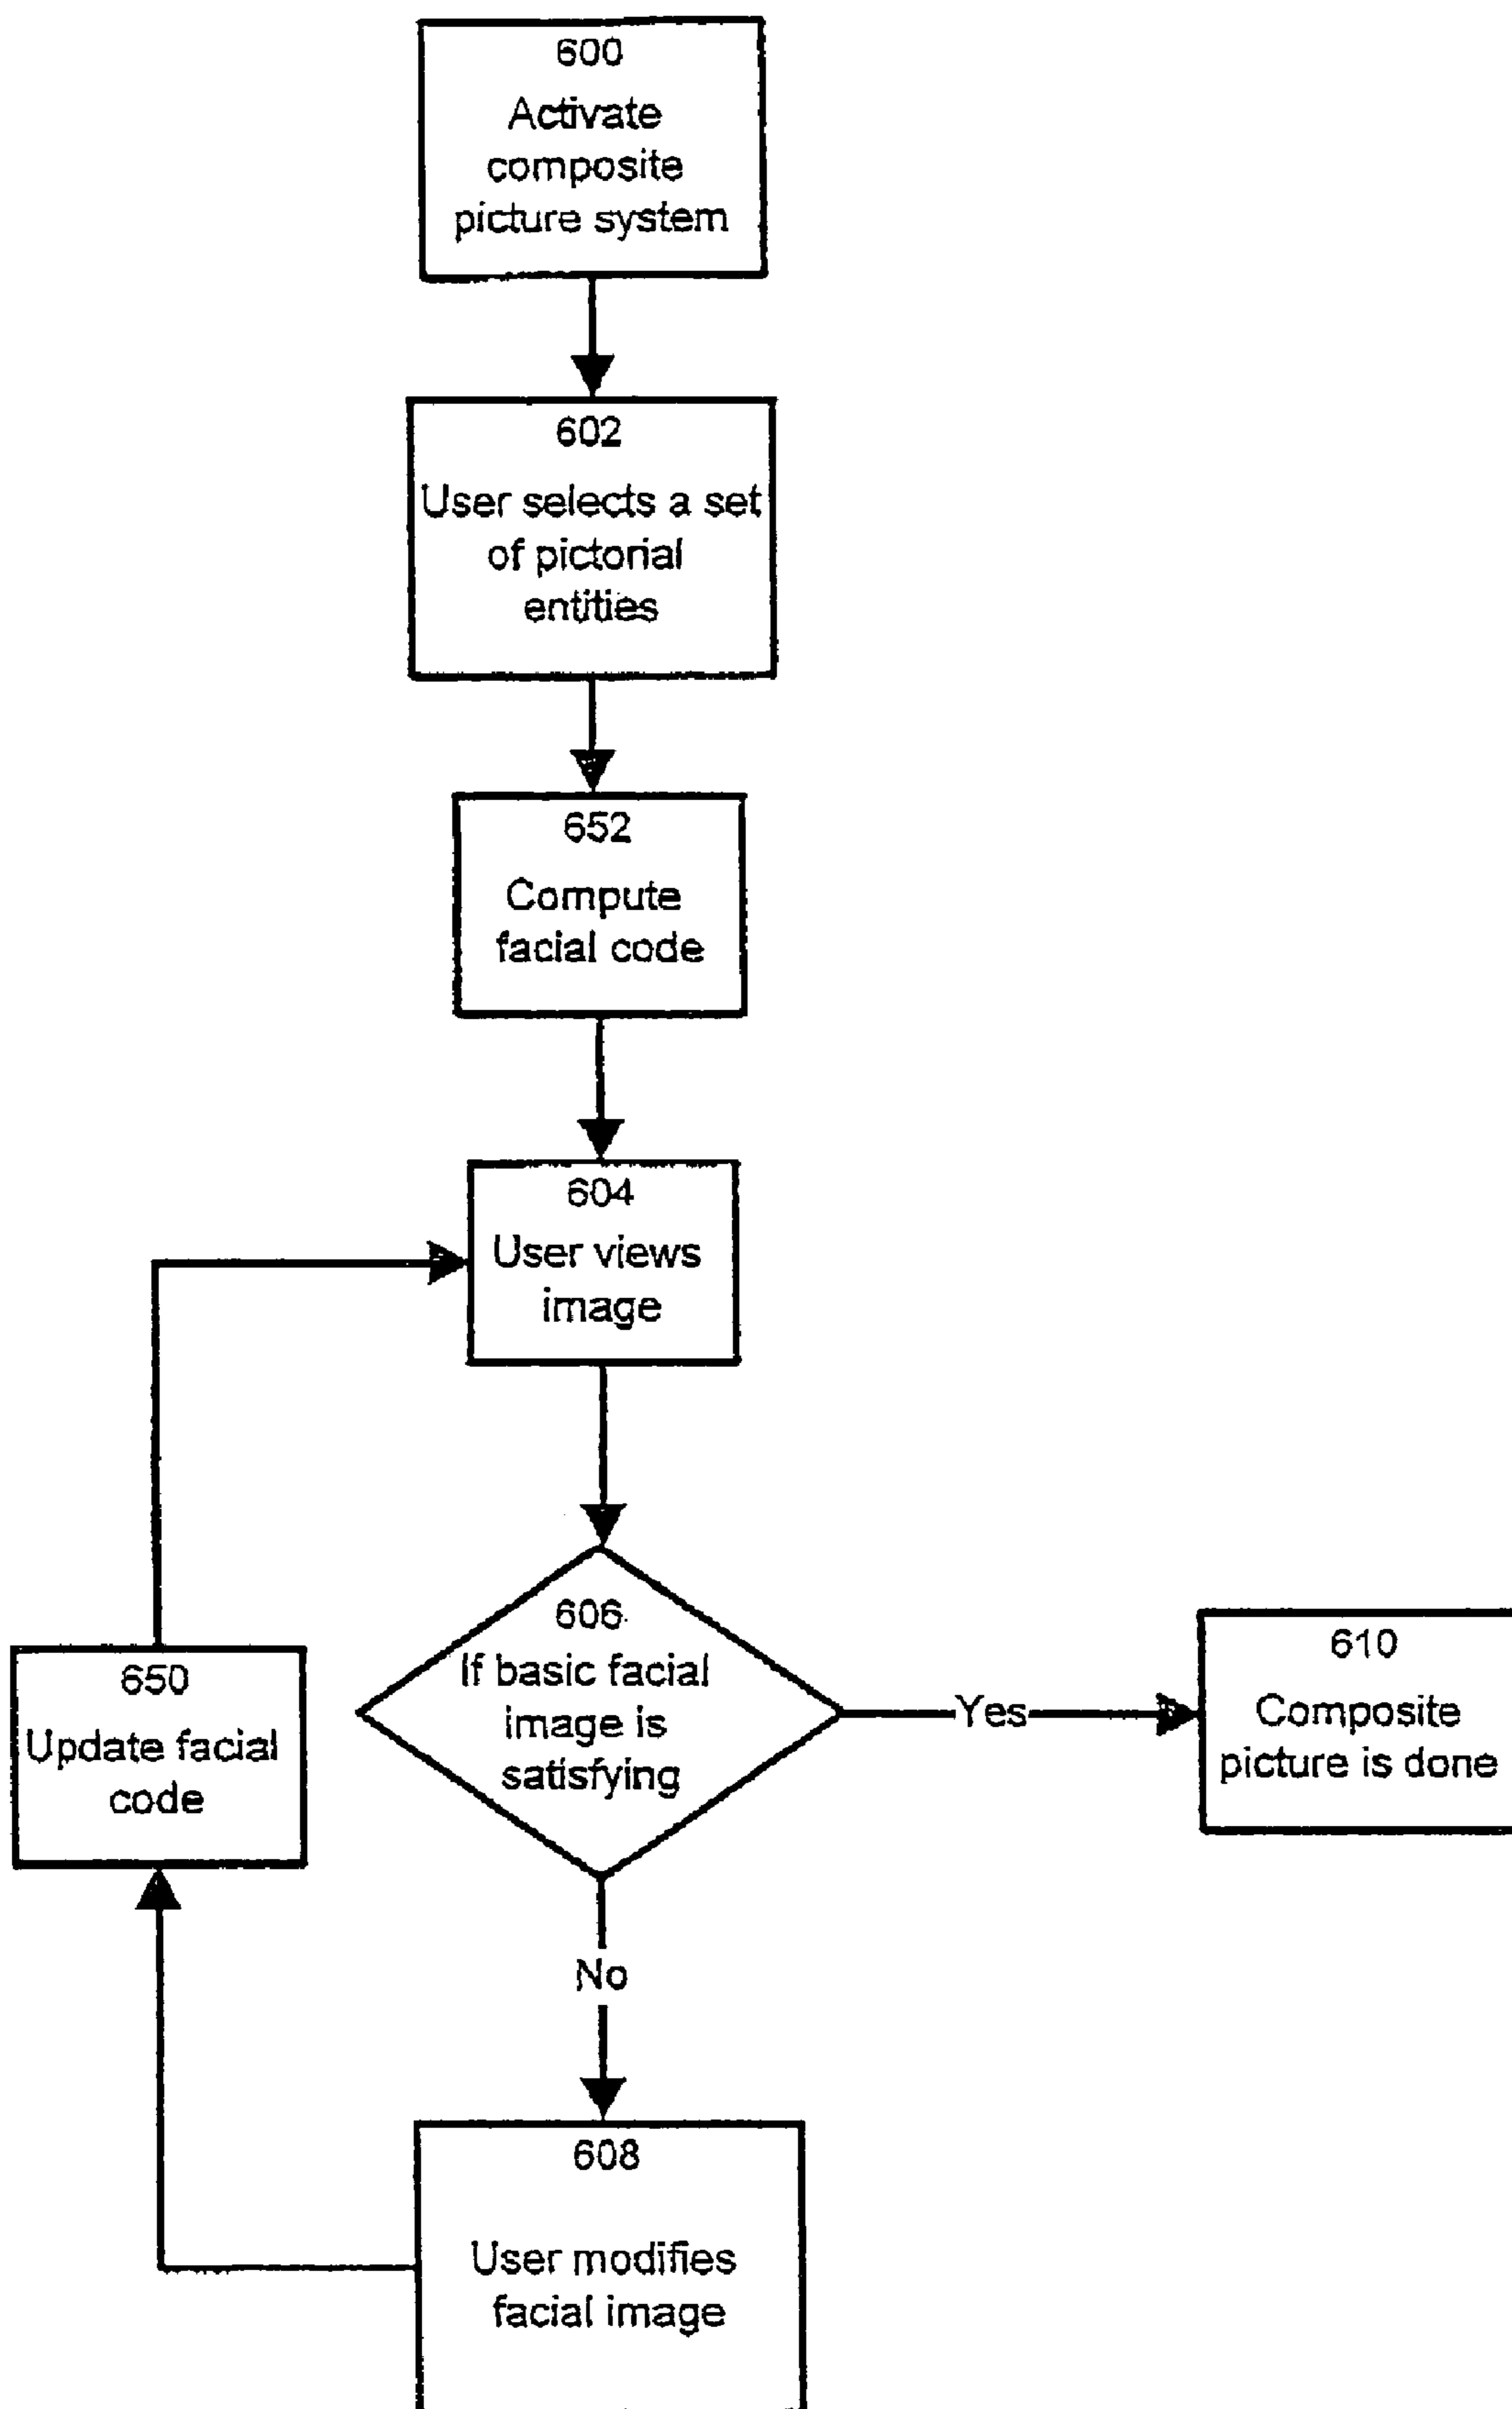 600
Activate
composite
picture system
602
User selects a set
of pictorial
entities
652
Compute
facial code
604
User views
image
606
If basic facial
image is
satisfying
Yes
610
Composite
picture is done
650
Update facial
code
No
608
User modifies
facial image